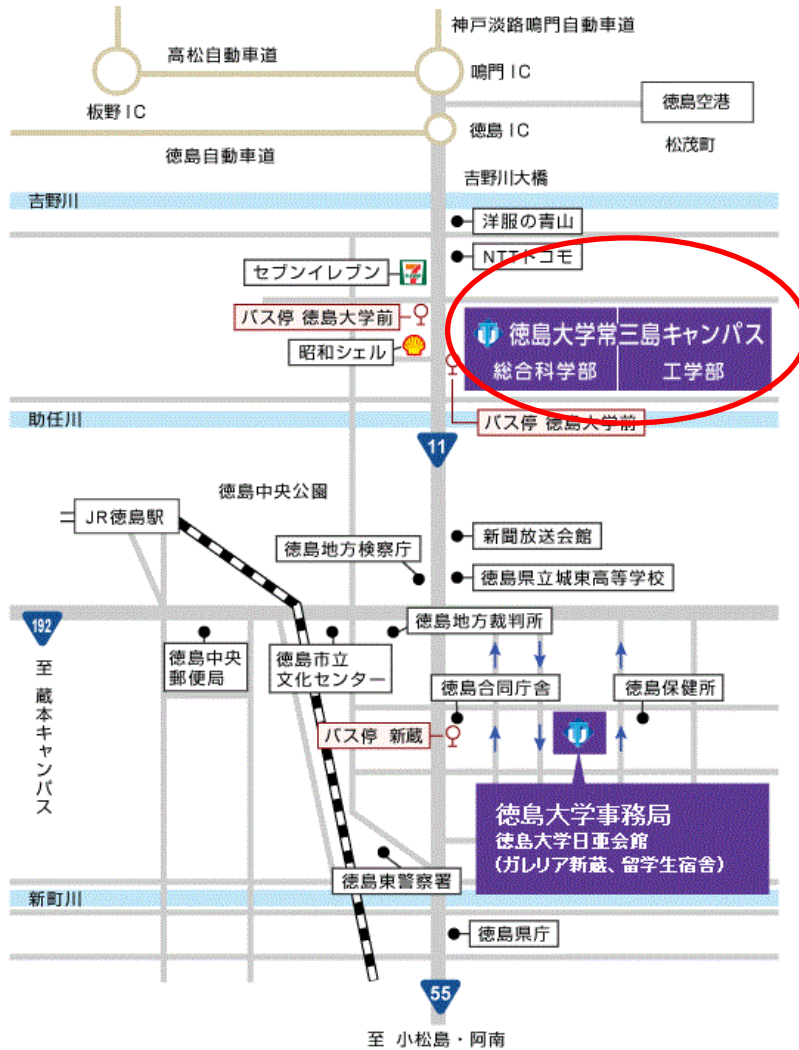 神戸淡路鳴門自動車道
高松自動車道
鳴門IC
板野IC
徳島空港
徳島IC
松茂町
徳島自動車道
吉野川大橋
吉野川
洋服の青山
NTTドコモ
セブンイレブン
バス停 徳島大学前
徳島大学常三島キャンパス
昭和シェル
総合科学部
工学部
助任川
バス停 徳島大学前
11
徳島中央公園
JR徳島駅
新聞放送会館
徳島地方検察庁
徳島県立城東高等学校
192
徳島地方裁判所
徳島中央
郵便局
徳島市立
文化センター
至 蔵本キャンパス
徳島合同庁舎
徳島保健所
バス停 新蔵
徳島大学事務局
徳島大学日亜会館
(ガレリア新蔵、留学生宿舎)
徳島東警察署
新町川
徳島県庁
55
至 小松島・阿南